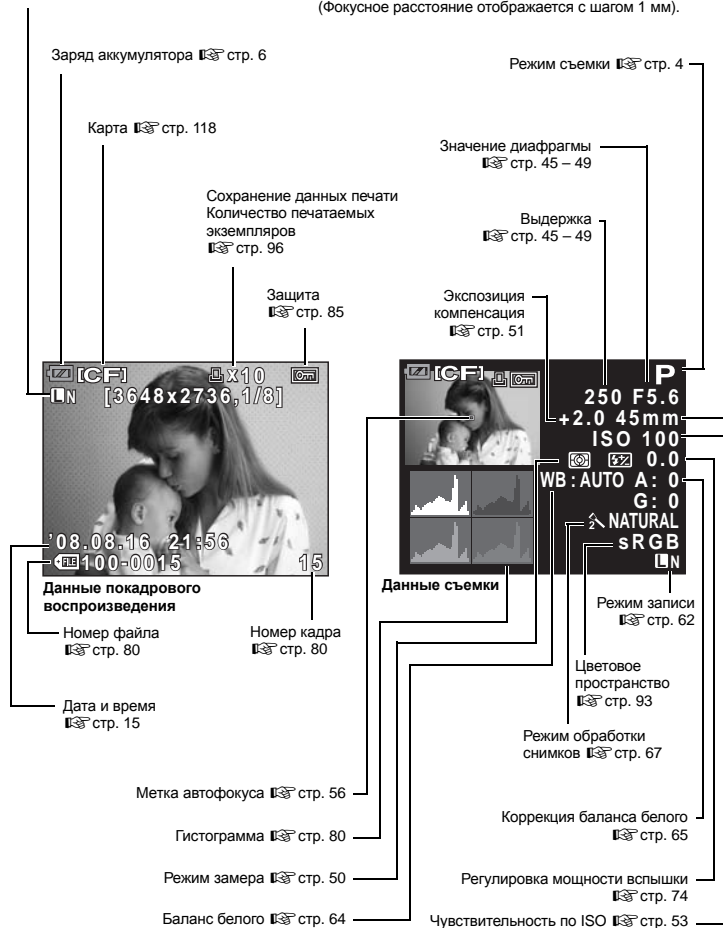 (Фокусное расстояние отображается с шагом 1 мм).
Заряд аккумулятора ☞ стр. 6
Режим съемки ☞ стр. 4
Карта ☞ стр. 118
Значение диафрагмы
☞ стр. 45 – 49
Сохранение данных печати
Количество печатаемых
экземпляров
☞ стр. 96
Выдержка
☞ стр. 45 – 49
Защита
☞ стр. 85
Экспозиция
компенсация
☞ стр. 51
[CF] x10
L N [3648x2736,1/8]
'08.08.16 21:56
FILE 100-0015 15
[CF] P
250 F5.6
+2.0 45mm
ISO 100
0.0
WB : AUTO A: 0
G: 0
2 NATURAL
sRGB
L N
Данные покадрового
воспроизведения
Данные съемки
Номер файла
☞ стр. 80
Номер кадра
☞ стр. 80
Режим записи
☞ стр. 62
Дата и время
☞ стр. 15
Цветовое
пространство
☞ стр. 93
Режим обработки
снимков ☞ стр. 67
Метка автофокуса ☞ стр. 56
Коррекция баланса белого
☞ стр. 65
Гистограмма ☞ стр. 80
Режим замера ☞ стр. 50
Регулировка мощности вспышки
☞ стр. 74
Баланс белого ☞ стр. 64
Чувствительность по ISO ☞ стр. 53